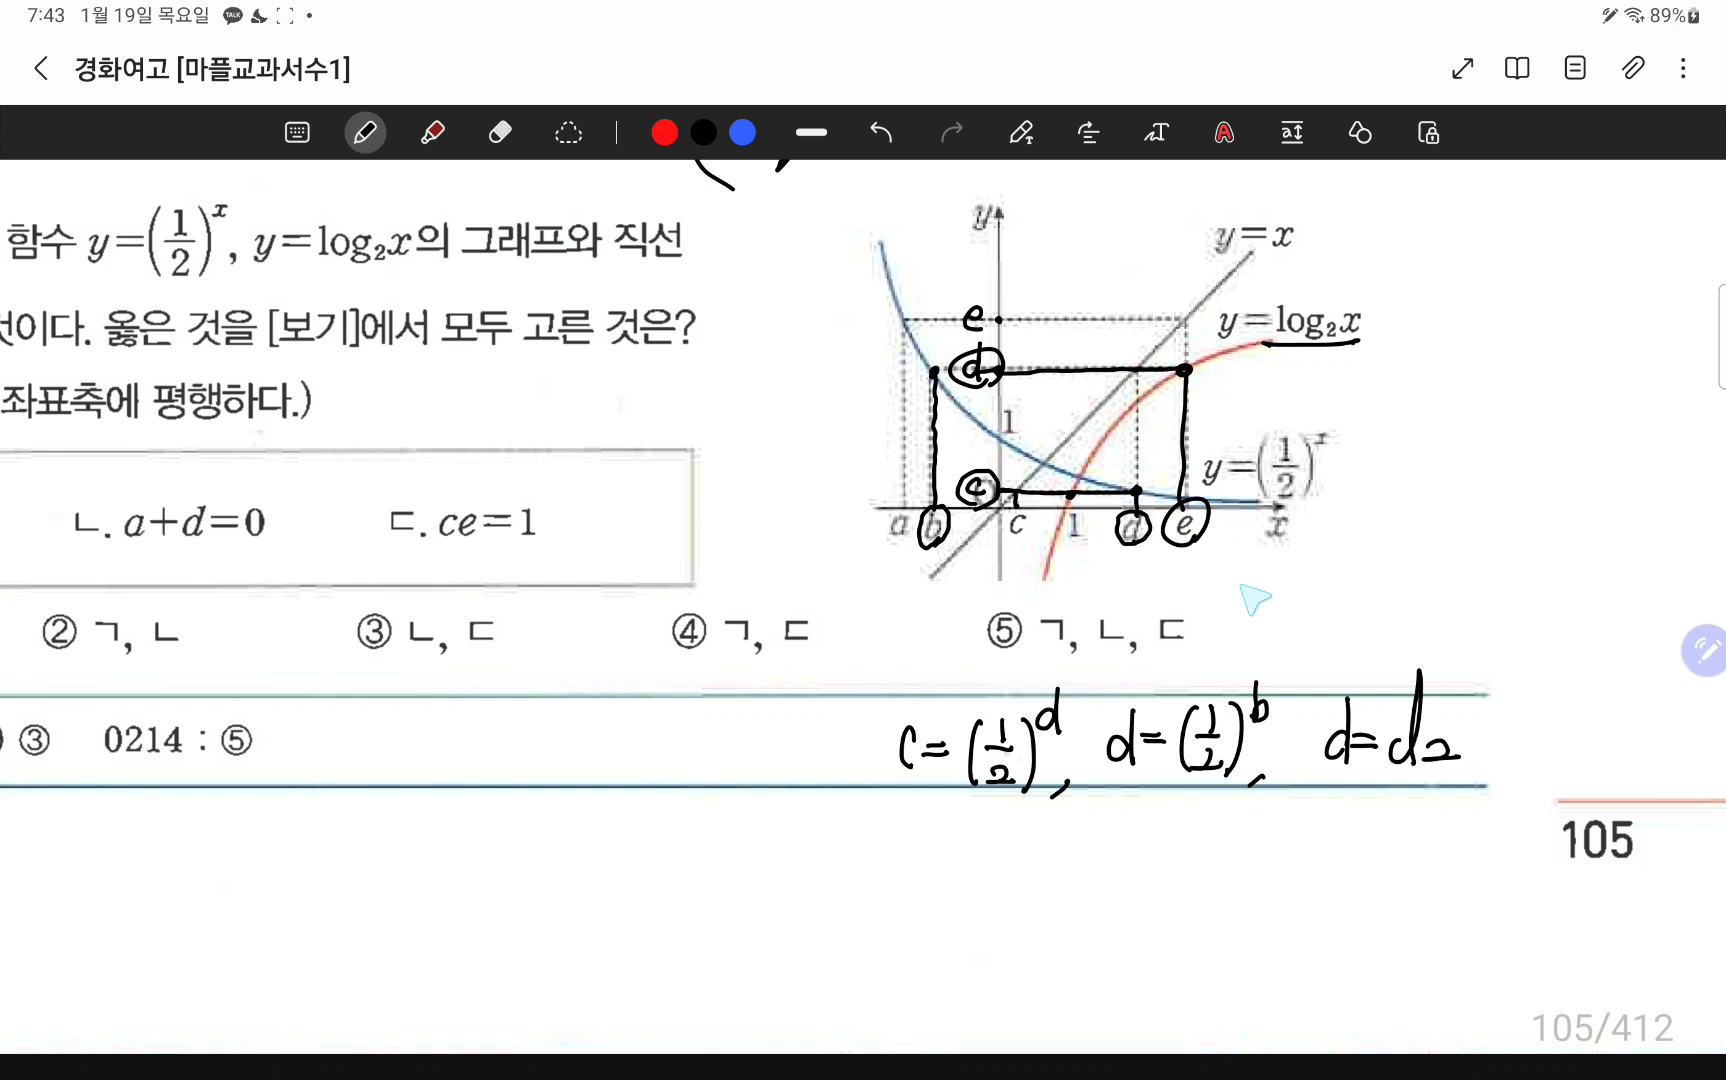 7:43 1월 19일 목요일 TALK 89%
경화여고 [마플교과서수1]
함수 y=(1/2)^x, y=log₂x의 그래프와 직선
것이다. 옳은 것을 [보기]에서 모두 고른 것은?
좌표축에 평행하다.)
ㄴ. a+d=0 ㄷ. ce=1
② ㄱ, ㄴ ③ ㄴ, ㄷ ④ ㄱ, ㄷ ⑤ ㄱ, ㄴ, ㄷ
y
y=x
e
y=log₂x
d
1
y=(1/2)^x
c
a b c 1 d e x
③ 0214 : ⑤
c=(1/2)^d, d=(1/2)^b, d=
105
105/412